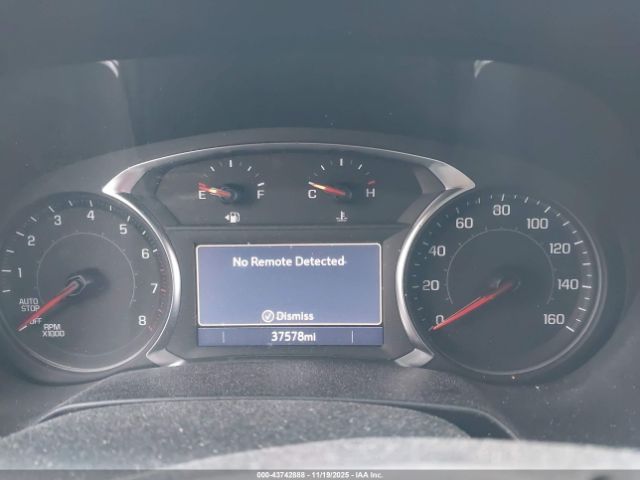 E F
C H
1 2 3 4 5 6 7 8
AUTO
STOP
OFF
RPM
X1000
No Remote Detected
Dismiss
37578mi
0 20 40 60 80 100 120 140 160
000-43742888 - 11/19/2025 - IAA Inc.